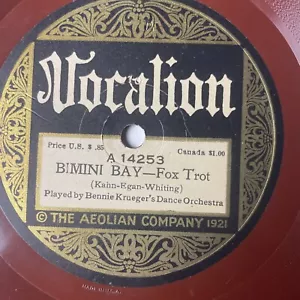 Vocalion
Price U.S. $ .85 Canada $1.00
A 14253
BIMINI BAY—Fox Trot
(Kahn-Egan-Whiting)
Played by Bennie Krueger's Dance Orchestra
© THE AEOLIAN COMPANY 1921